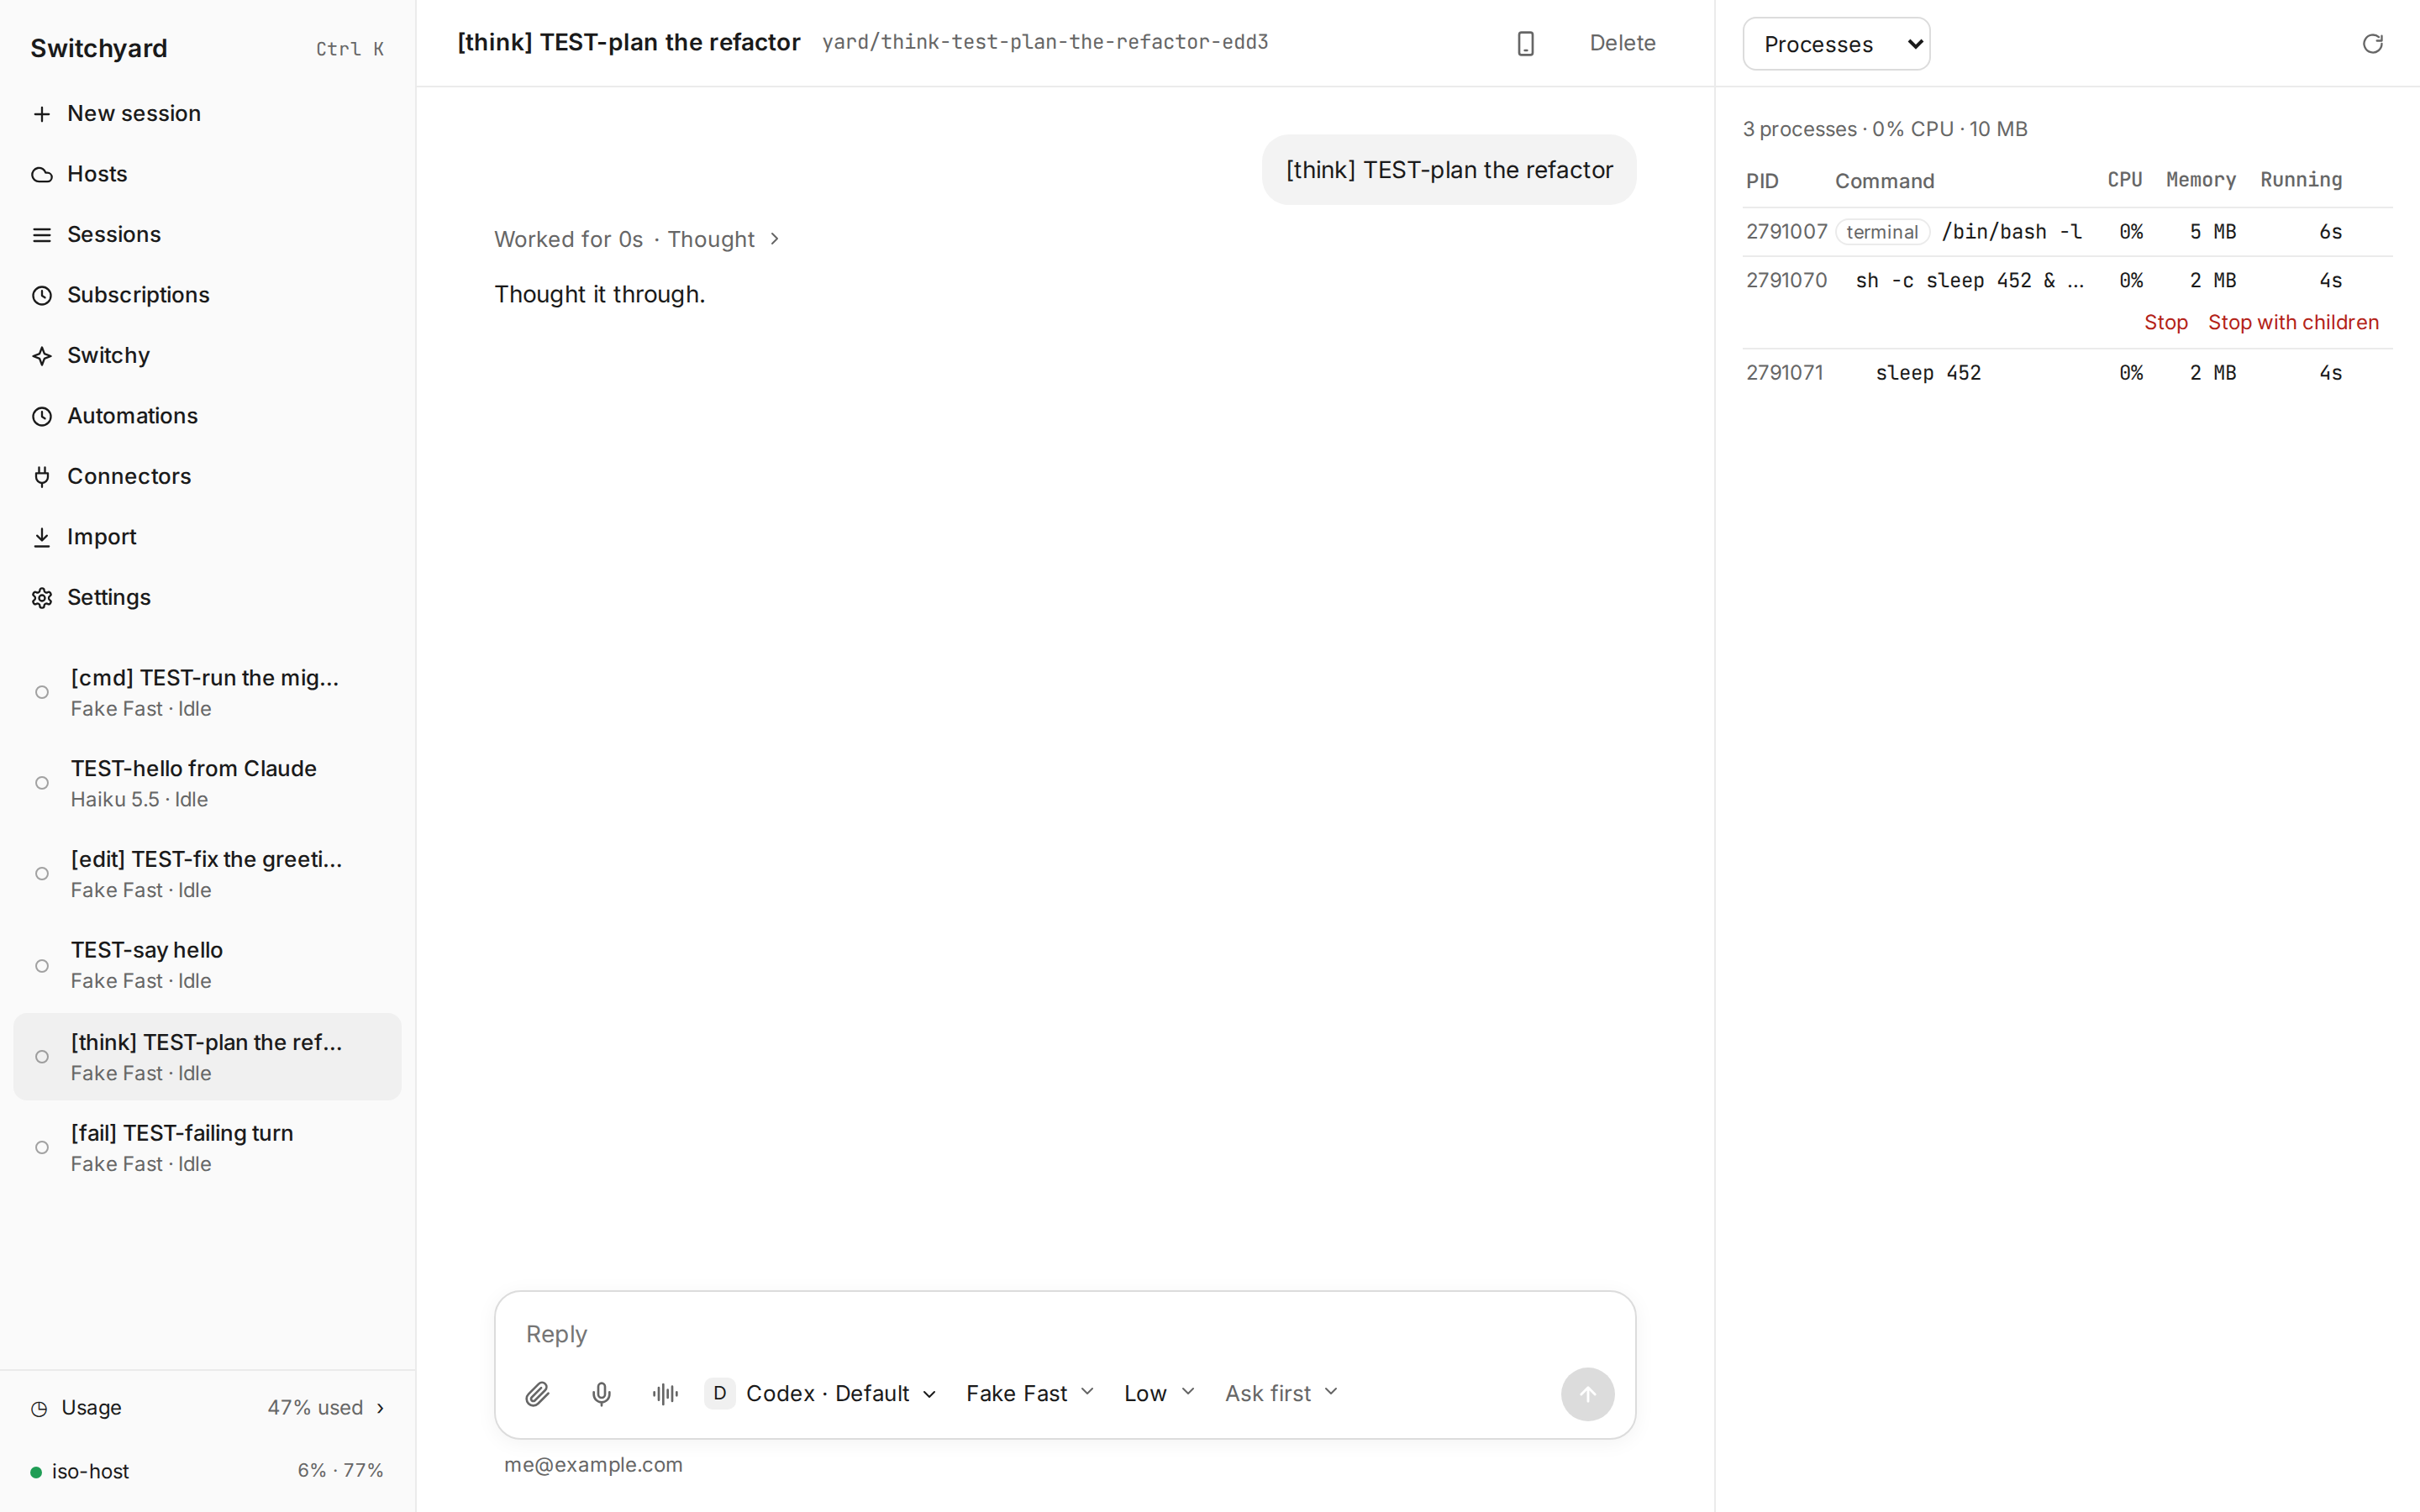 Switchyard Ctrl K
New session
Hosts
Sessions
Subscriptions
Switchy
Automations
Connectors
Import
Settings
[cmd] TEST-run the mig...
Fake Fast · Idle
TEST-hello from Claude
Haiku 5.5 · Idle
[edit] TEST-fix the greeti...
Fake Fast · Idle
TEST-say hello
Fake Fast · Idle
[think] TEST-plan the ref...
Fake Fast · Idle
[fail] TEST-failing turn
Fake Fast · Idle
Usage 47% used
iso-host 6% · 77%
[think] TEST-plan the refactor yard/think-test-plan-the-refactor-edd3 Delete
[think] TEST-plan the refactor
Worked for 0s · Thought
Thought it through.
Reply
D Codex · Default Fake Fast Low Ask first
me@example.com
Processes
3 processes · 0% CPU · 10 MB
PID Command CPU Memory Running
2791007 terminal /bin/bash -l 0% 5 MB 6s
2791070 sh -c sleep 452 & ... 0% 2 MB 4s
Stop Stop with children
2791071 sleep 452 0% 2 MB 4s